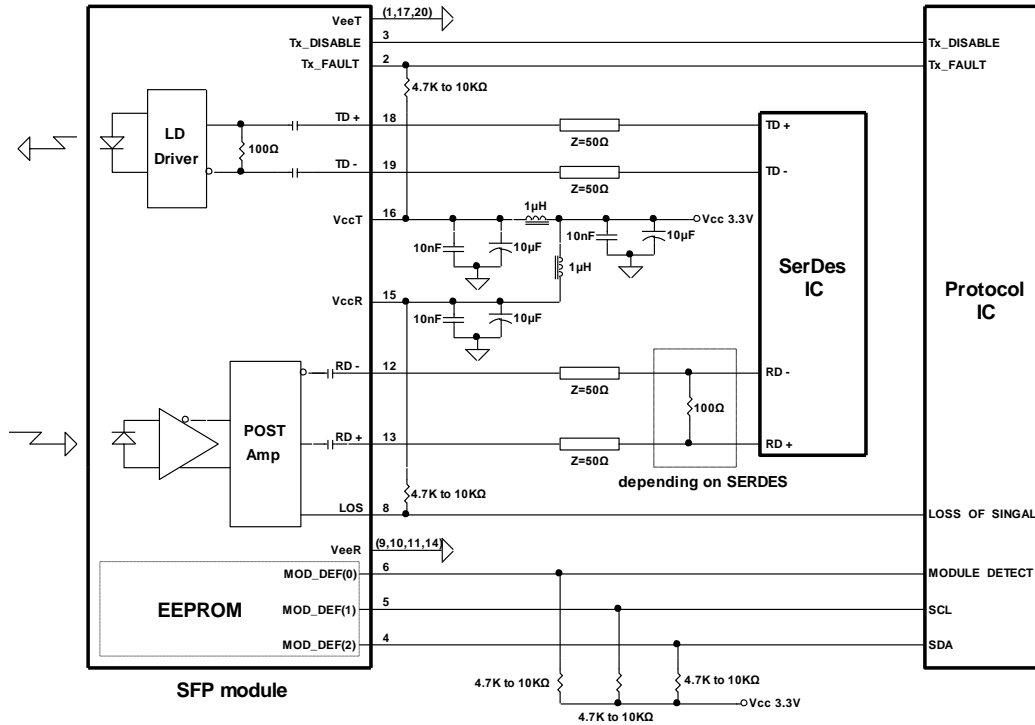 VeeT (1,17,20)
Tx_DISABLE 3 Tx_DISABLE
Tx_FAULT 2 Tx_FAULT
4.7K to 10KΩ
LD
Driver
100Ω
TD + 18 TD +
Z=50Ω
TD - 19 TD -
Z=50Ω
1µH
VccT 16 Vcc 3.3V
10nF 10µF 10nF 10µF
1µH
SerDes
IC
Protocol
IC
VccR 15
10nF 10µF
RD - 12 RD -
Z=50Ω
100Ω
POST
Amp
RD + 13 RD +
Z=50Ω
depending on SERDES
4.7K to 10KΩ
LOS 8 LOSS OF SINGAL
VeeR (9,10,11,14)
MOD_DEF(0) 6 MODULE DETECT
EEPROM
MOD_DEF(1) 5 SCL
MOD_DEF(2) 4 SDA
SFP module
4.7K to 10KΩ 4.7K to 10KΩ
4.7K to 10KΩ
Vcc 3.3V